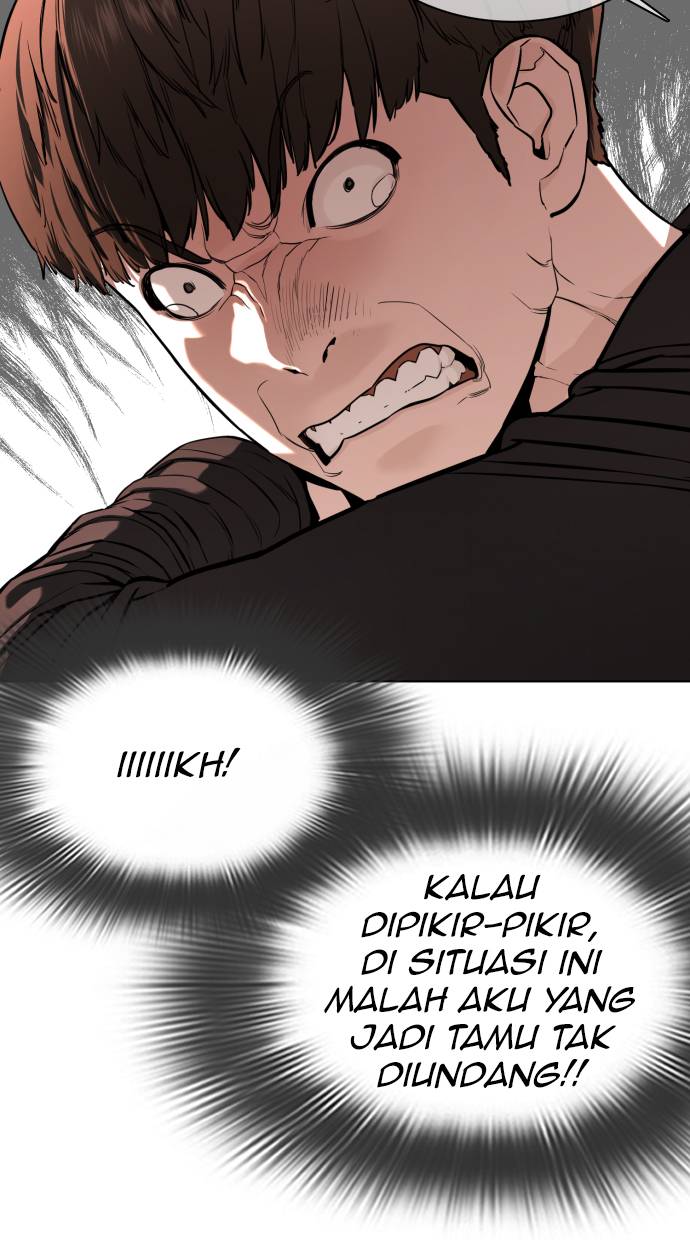 IIIIIIKH!
KALAU
DIPIKIR-PIKIR,
DI SITUASI INI
MALAH AKU YANG
JADI TAMU TAK
DIUNDANG!!